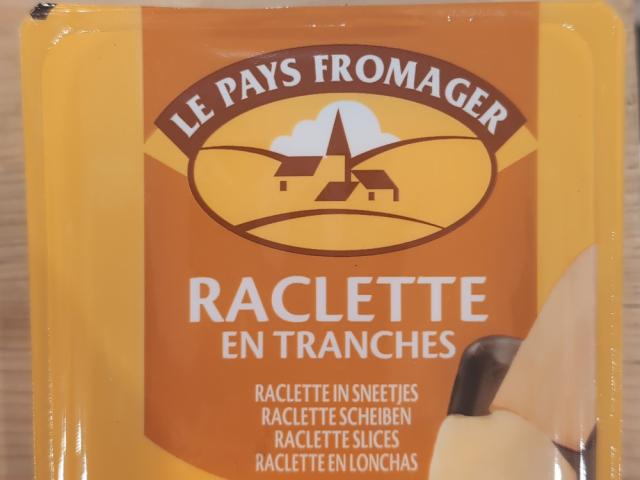 LE PAYS FROMAGER
RACLETTE
EN TRANCHES
RACLETTE IN SNEETJES
RACLETTE SCHEIBEN
RACLETTE SLICES
RACLETTE EN LONCHAS